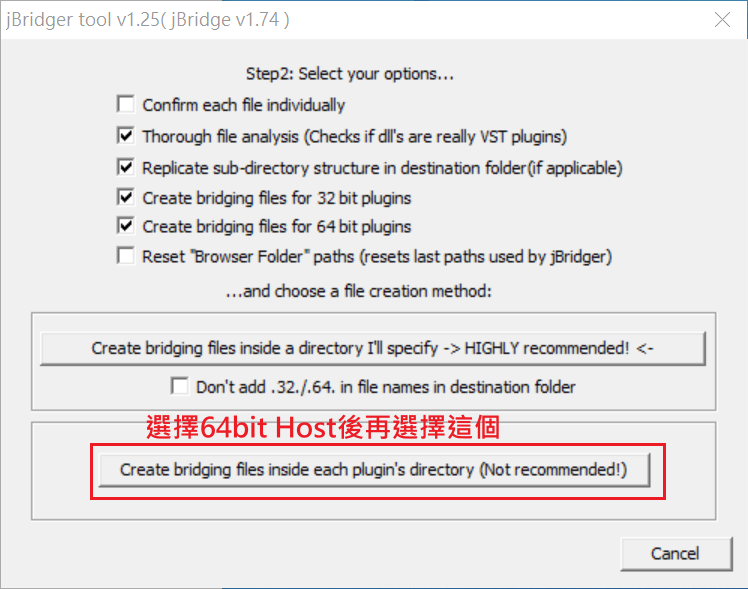 jBridger tool v1.25( jBridge v1.74 )
Step2: Select your options...
Confirm each file individually
Thorough file analysis (Checks if dll's are really VST plugins)
Replicate sub-directory structure in destination folder(if applicable)
Create bridging files for 32 bit plugins
Create bridging files for 64 bit plugins
Reset "Browser Folder" paths (resets last paths used by jBridger)
...and choose a file creation method:
Create bridging files inside a directory I'll specify -> HIGHLY recommended! <-
Don't add .32./.64. in file names in destination folder
選擇64bit Host後再選擇這個
Create bridging files inside each plugin's directory (Not recommended!)
Cancel